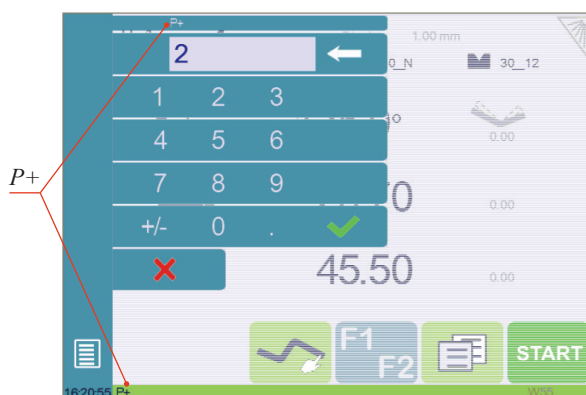 P+
1.00 mm
2
0_N 30_12
1 2 3
0.00
4 5 6
P+
7 8 9
0
0.00
+/- 0 .
45.50
0.00
F1
F2
START
16:20:55 P+
W55